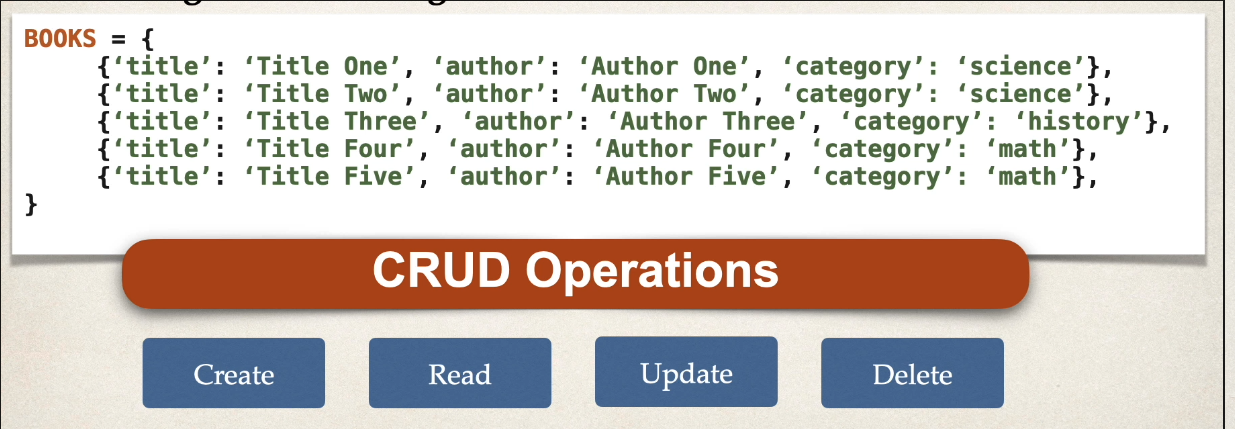 BOOKS = {
{‘title’: ‘Title One’, ‘author’: ‘Author One’, ‘category’: ‘science’},
{‘title’: ‘Title Two’, ‘author’: ‘Author Two’, ‘category’: ‘science’},
{‘title’: ‘Title Three’, ‘author’: ‘Author Three’, ‘category’: ‘history’},
{‘title’: ‘Title Four’, ‘author’: ‘Author Four’, ‘category’: ‘math’},
{‘title’: ‘Title Five’, ‘author’: ‘Author Five’, ‘category’: ‘math’},
}
CRUD Operations
Create Read Update Delete